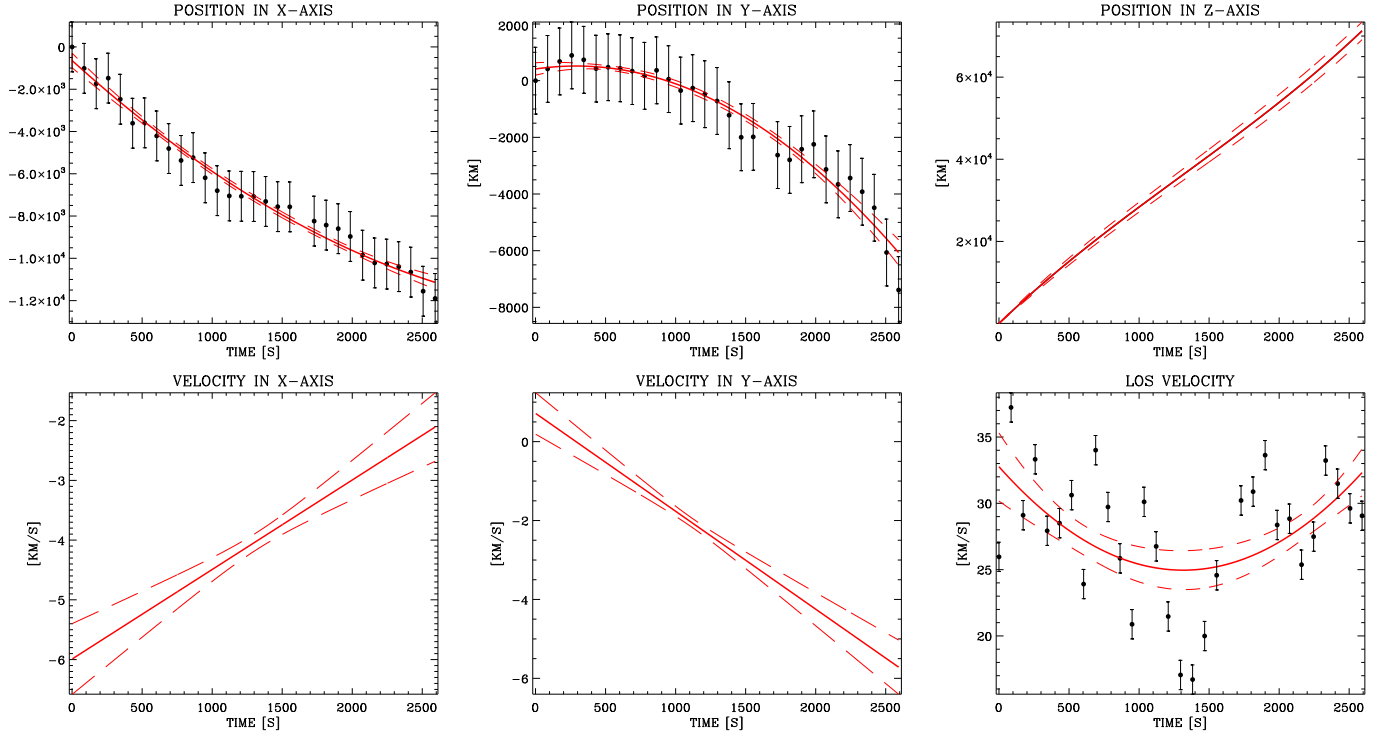 POSITION IN X-AXIS
0
-2.0×10³
-4.0×10³
-6.0×10³
-8.0×10³
-1.0×10⁴
-1.2×10⁴
0 500 1000 1500 2000 2500
TIME [S]
POSITION IN Y-AXIS
[KM]
2000
0
-2000
-4000
-6000
-8000
0 500 1000 1500 2000 2500
TIME [S]
POSITION IN Z-AXIS
[KM]
6×10⁴
4×10⁴
2×10⁴
0 500 1000 1500 2000 2500
TIME [S]
VELOCITY IN X-AXIS
[KM/S]
-2
-3
-4
-5
-6
0 500 1000 1500 2000 2500
TIME [S]
VELOCITY IN Y-AXIS
[KM/S]
0
-2
-4
-6
0 500 1000 1500 2000 2500
TIME [S]
LOS VELOCITY
[KM/S]
35
30
25
20
0 500 1000 1500 2000 2500
TIME [S]